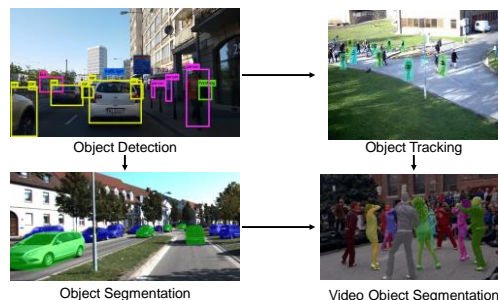 Object Detection
Object Tracking
Object Segmentation
Video Object Segmentation